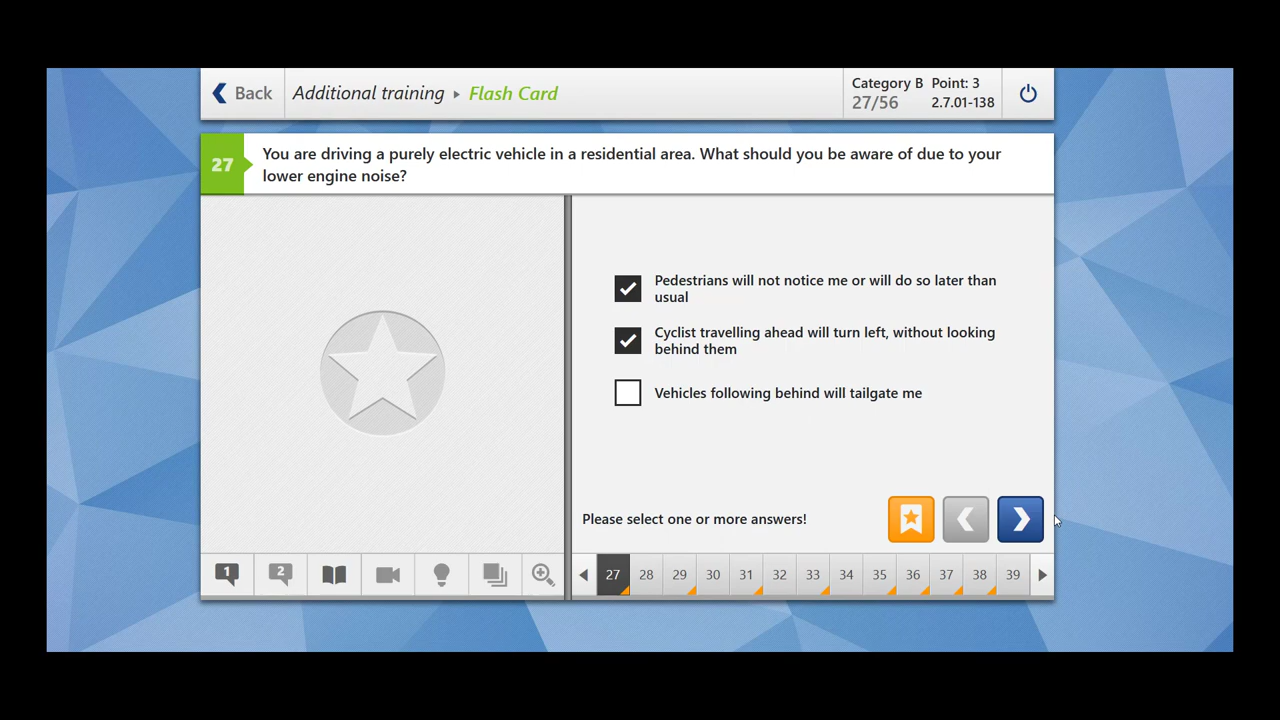 Back
Additional training ▸ Flash Card
Category B Point: 3
27/56 2.7.01-138
27
You are driving a purely electric vehicle in a residential area. What should you be aware of due to your
lower engine noise?
Pedestrians will not notice me or will do so later than
usual
Cyclist travelling ahead will turn left, without looking
behind them
Vehicles following behind will tailgate me
Please select one or more answers!
1 2
27 28 29 30 31 32 33 34 35 36 37 38 39